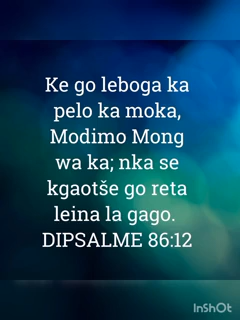 Ke go leboga ka
pelo ka moka,
Modimo Mong
wa ka; nka se
kgaotše go reta
leina la gago.
DIPSALME 86:12
InShOt